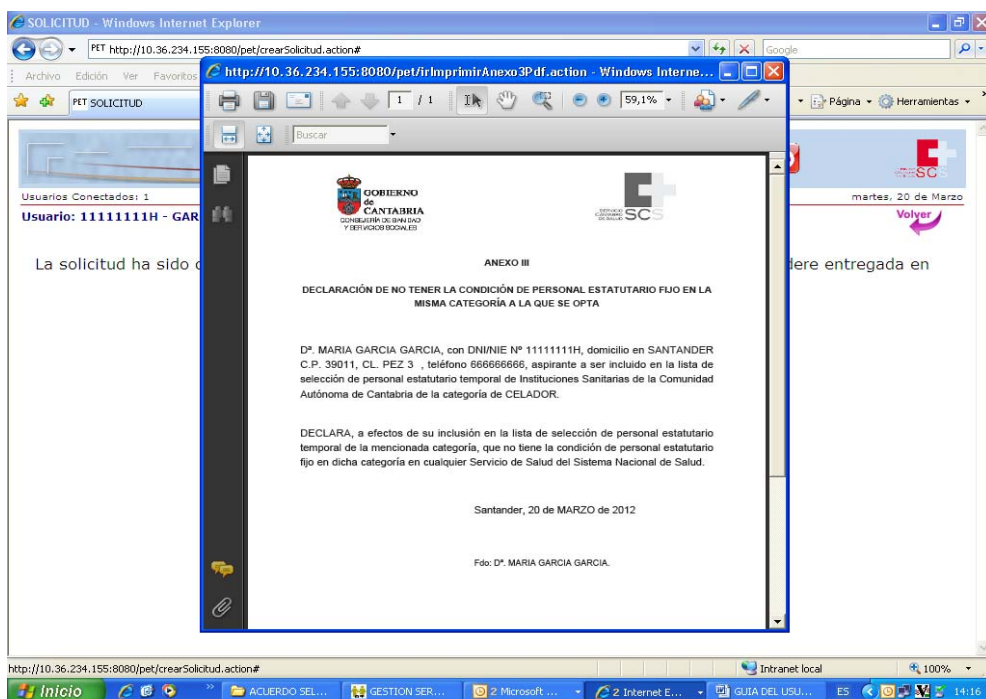 SOLICITUD - Windows Internet Explorer
PET http://10.36.234.155:8080/pet/crearSolicitud.action#
Google
Archivo Edición Ver Favoritos
PET SOLICITUD
Página Herramientas
http://10.36.234.155:8080/pet/irImprimirAnexo3Pdf.action - Windows Interne...
1 / 1
59,1%
Buscar
SCS
Usuarios Conectados: 1
martes, 20 de Marzo
Usuario: 11111111H - GAR
Volver
La solicitud ha sido
dere entregada en
GOBIERNO
de
CANTABRIA
CONSEJERÍA DE SANIDAD
Y SERVICIOS SOCIALES
SERVICIO
CÁNTABRO
DE SALUD
SCS
ANEXO III
DECLARACIÓN DE NO TENER LA CONDICIÓN DE PERSONAL ESTATUTARIO FIJO EN LA
MISMA CATEGORÍA A LA QUE SE OPTA
Dª. MARIA GARCIA GARCIA, con DNI/NIE Nº 11111111H, domicilio en SANTANDER
C.P. 39011, CL. PEZ 3 , teléfono 666666666, aspirante a ser incluido en la lista de
selección de personal estatutario temporal de Instituciones Sanitarias de la Comunidad
Autónoma de Cantabria de la categoría de CELADOR.
DECLARA, a efectos de su inclusión en la lista de selección de personal estatutario
temporal de la mencionada categoría, que no tiene la condición de personal estatutario
fijo en dicha categoría en cualquier Servicio de Salud del Sistema Nacional de Salud.
Santander, 20 de MARZO de 2012
Fdo: Dª. MARIA GARCIA GARCIA.
http://10.36.234.155:8080/pet/crearSolicitud.action#
Intranet local
100%
Inicio
ACUERDO SEL...
GESTION SER...
2 Microsoft ...
2 Internet E...
GUIA DEL USU...
ES
14:16